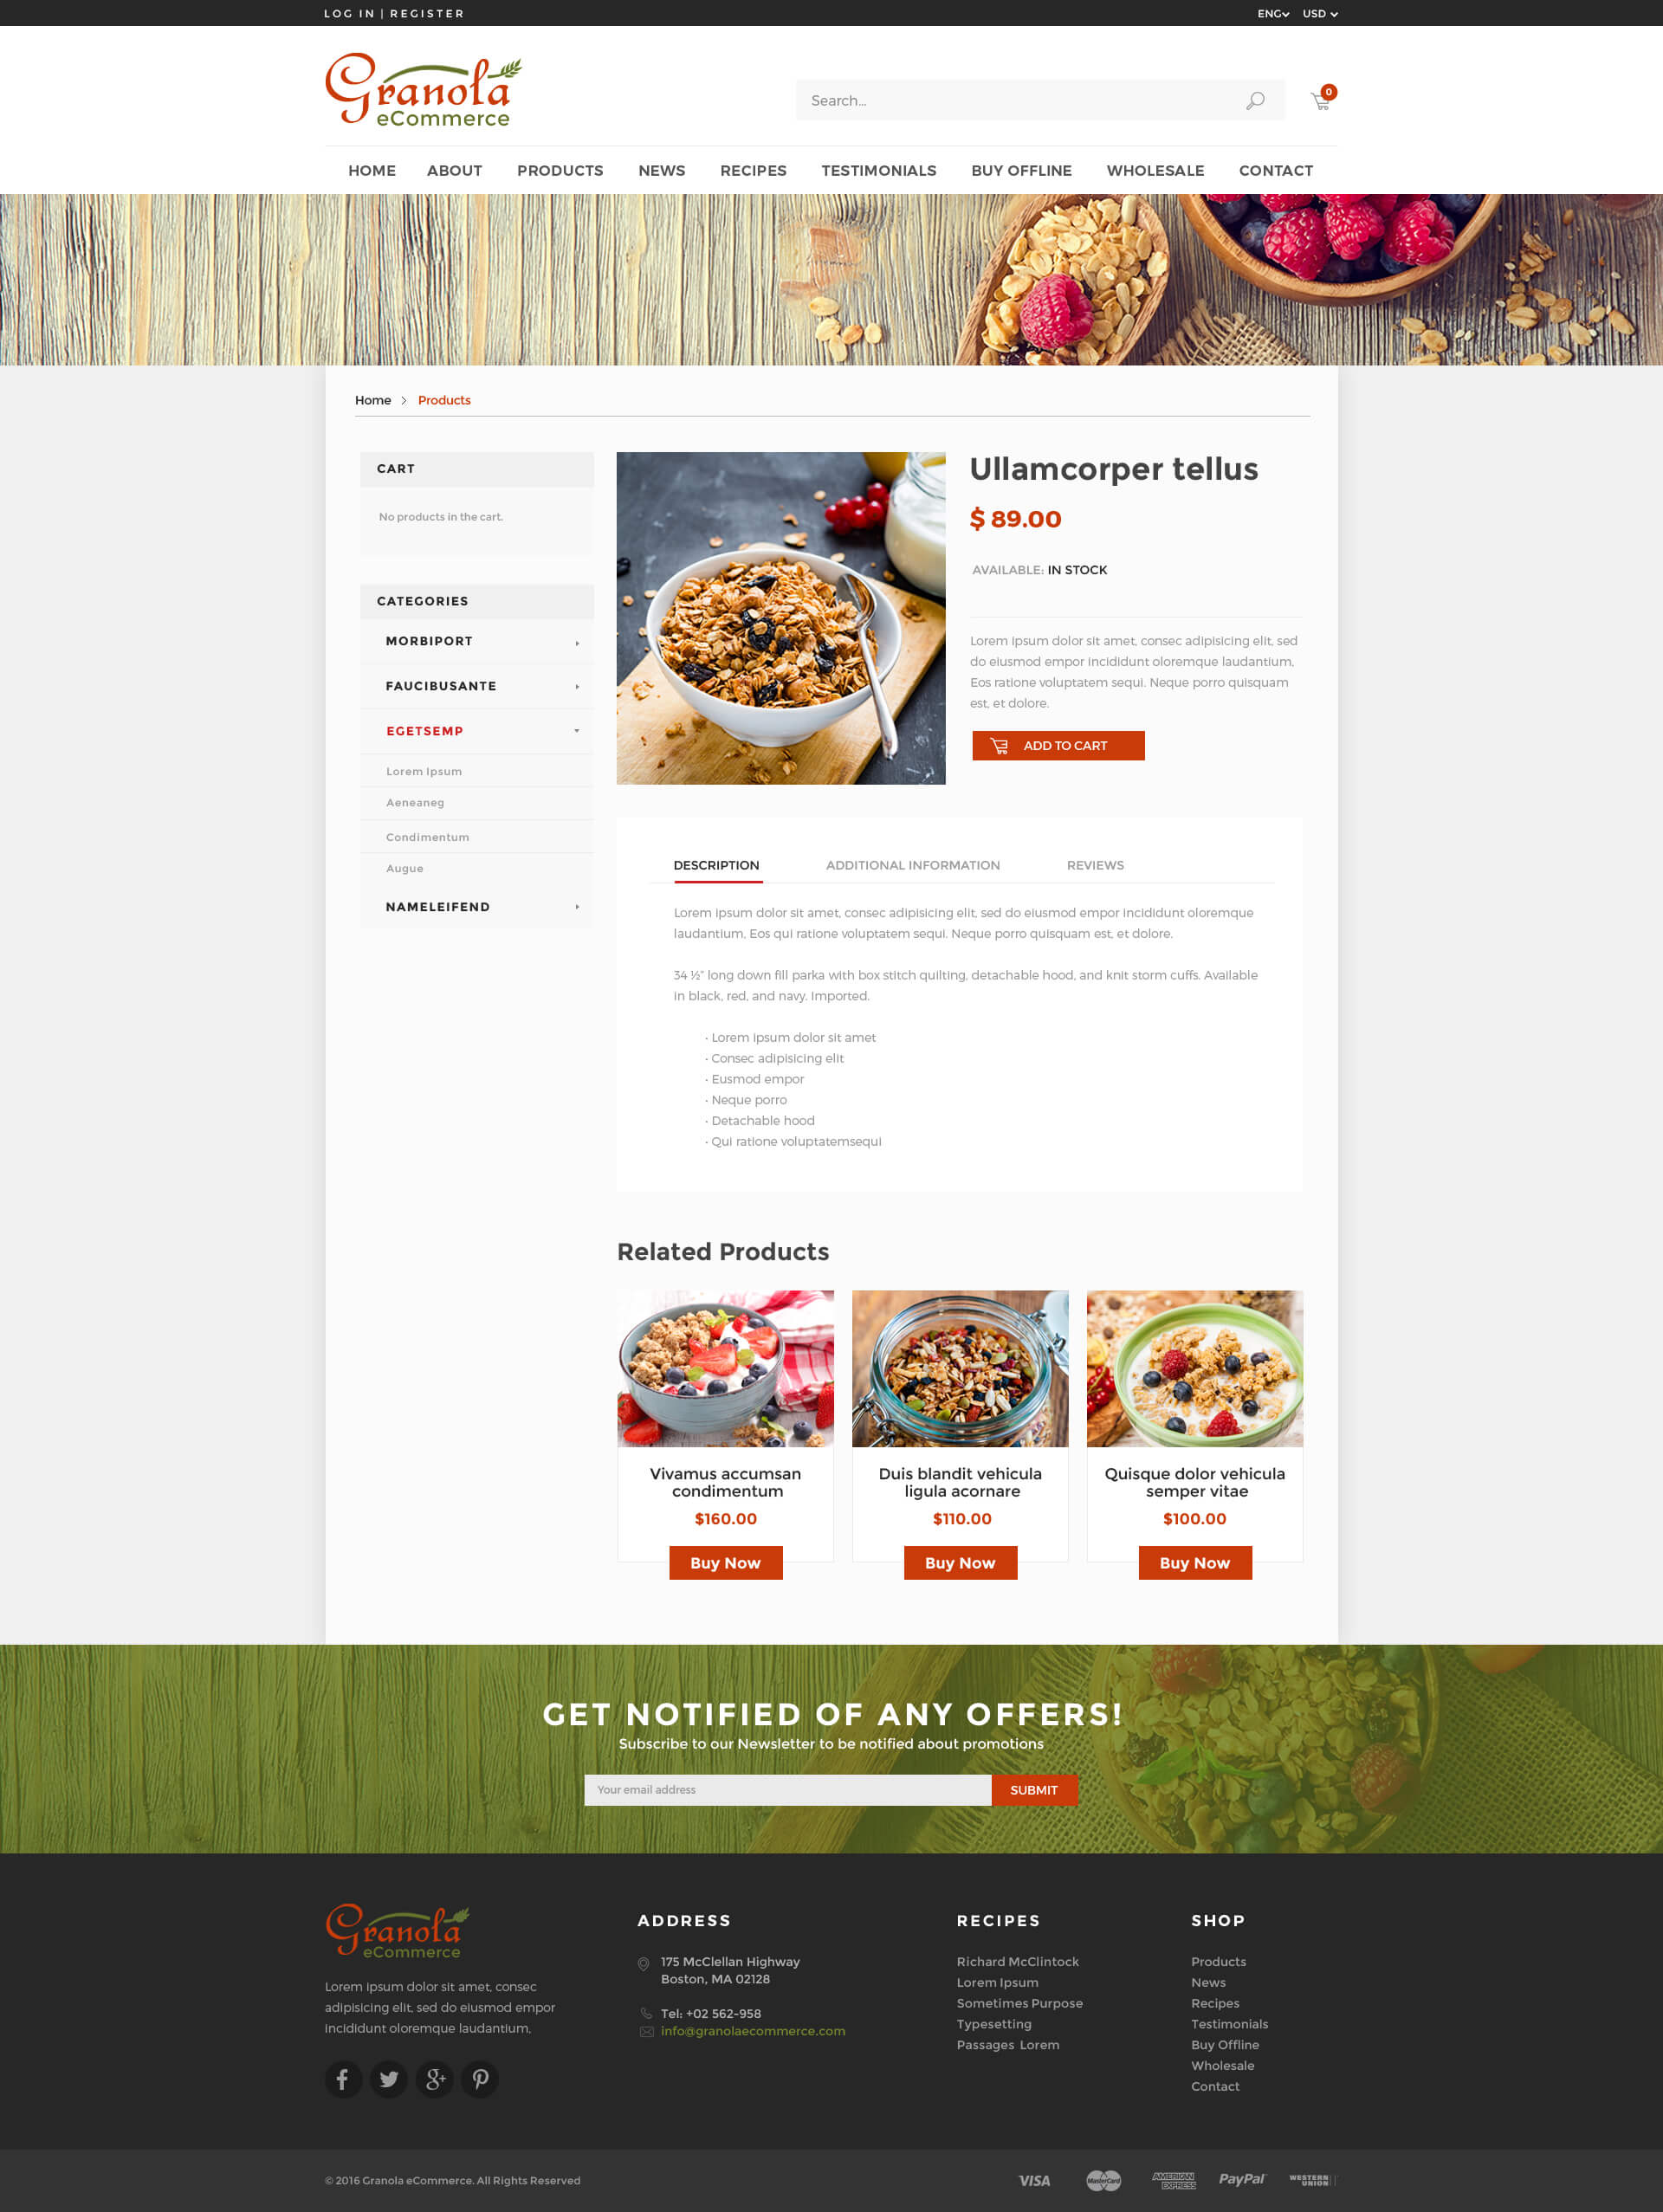 LOG IN | REGISTER
ENG USD
Granola
eCommerce
Search...
0
HOME ABOUT PRODUCTS NEWS RECIPES TESTIMONIALS BUY OFFLINE WHOLESALE CONTACT
Home > Products
CART
No products in the cart.
CATEGORIES
MORBIPORT
FAUCIBUSANTE
EGETSEMP
Lorem Ipsum
Aeneaneg
Condimentum
Augue
NAMELEIFEND
Ullamcorper tellus
$ 89.00
AVAILABLE: IN STOCK
Lorem ipsum dolor sit amet, consec adipisicing elit, sed
do eiusmod empor incididunt oloremque laudantium,
Eos ratione voluptatem sequi. Neque porro quisquam
est, et dolore.
ADD TO CART
DESCRIPTION ADDITIONAL INFORMATION REVIEWS
Lorem ipsum dolor sit amet, consec adipisicing elit, sed do eiusmod empor incididunt oloremque
laudantium, Eos qui ratione voluptatem sequi. Neque porro quisquam est, et dolore.
34 ½" long down fill parka with box stitch quilting, detachable hood, and knit storm cuffs. Available
in black, red, and navy. Imported.
• Lorem ipsum dolor sit amet
• Consec adipisicing elit
• Eusmod empor
• Neque porro
• Detachable hood
• Qui ratione voluptatemsequi
Related Products
Vivamus accumsan
condimentum
$160.00
Buy Now
Duis blandit vehicula
ligula acornare
$110.00
Buy Now
Quisque dolor vehicula
semper vitae
$100.00
Buy Now
GET NOTIFIED OF ANY OFFERS!
Subscribe to our Newsletter to be notified about promotions
Your email address
SUBMIT
Granola
eCommerce
Lorem ipsum dolor sit amet, consec
adipisicing elit, sed do eiusmod empor
incididunt oloremque laudantium,
ADDRESS
175 McClellan Highway
Boston, MA 02128
Tel: +02 562-958
info@granolaecommerce.com
RECIPES
Richard McClintock
Lorem Ipsum
Sometimes Purpose
Typesetting
Passages Lorem
SHOP
Products
News
Recipes
Testimonials
Buy Offline
Wholesale
Contact
© 2016 Granola eCommerce. All Rights Reserved
VISA MasterCard AMERICAN EXPRESS PayPal WESTERN UNION